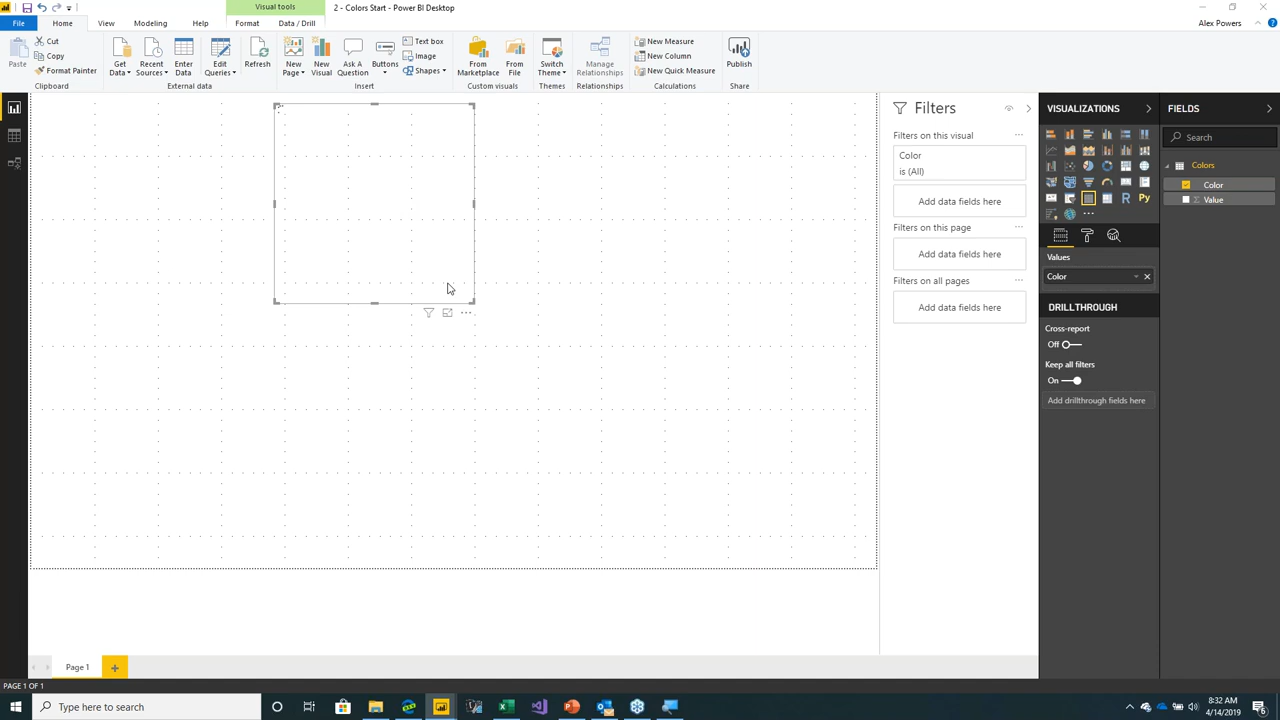 Visual tools
2 - Colors Start - Power BI Desktop
Alex Powers
File
Home
View
Modeling
Help
Format
Data / Drill
Paste
Cut
Copy
Format Painter
Clipboard
Get Data
Recent Sources
Enter Data
Edit Queries
Refresh
External data
New Page
New Visual
Ask A Question
Buttons
Text box
Image
Shapes
Insert
From Marketplace
From File
Custom visuals
Switch Theme
Themes
Manage Relationships
Relationships
New Measure
New Column
New Quick Measure
Calculations
Publish
Share
Filters
Filters on this visual
Color
is (All)
Add data fields here
Filters on this page
Add data fields here
Filters on all pages
Add data fields here
VISUALIZATIONS
R
Py
Values
Color
DRILLTHROUGH
Cross-report
Off
Keep all filters
On
Add drillthrough fields here
FIELDS
Search
Colors
Color
Σ Value
Page 1
PAGE 1 OF 1
Type here to search
8:32 AM
4/14/2019